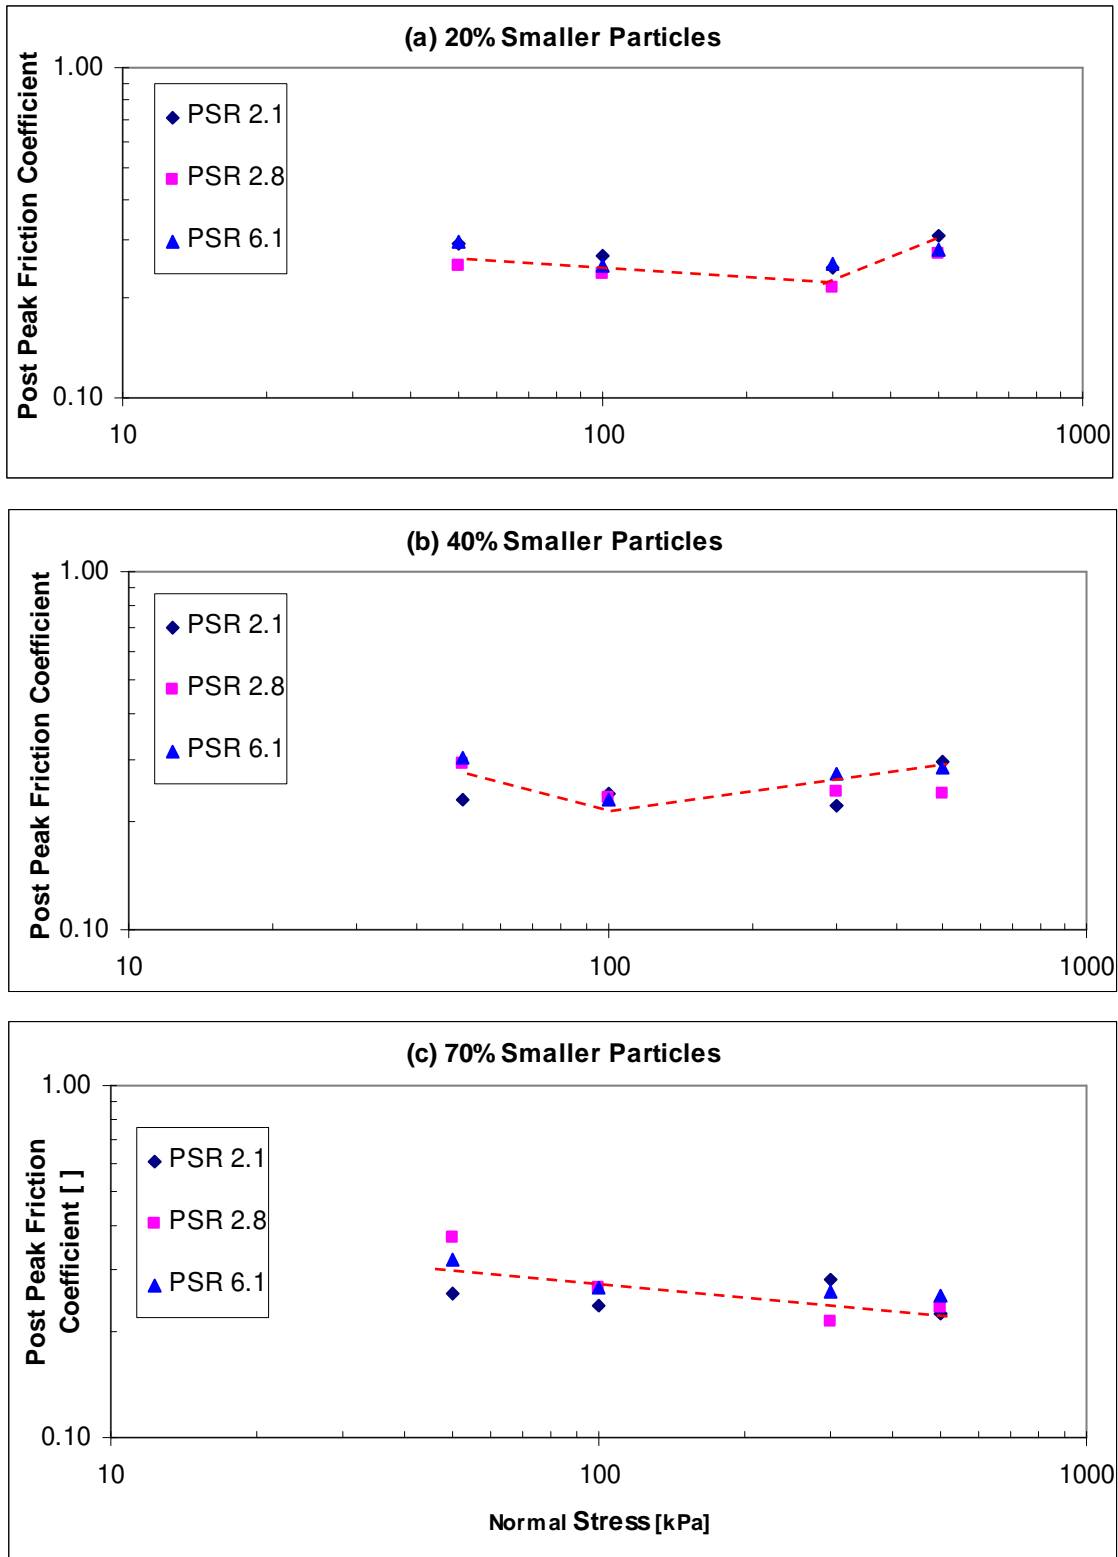 (a) 20% Smaller Particles
Post Peak Friction Coefficient
1.00
0.10
PSR 2.1
PSR 2.8
PSR 6.1
10 100 1000
(b) 40% Smaller Particles
Post Peak Friction Coefficient
1.00
0.10
PSR 2.1
PSR 2.8
PSR 6.1
10 100 1000
(c) 70% Smaller Particles
Post Peak Friction
Coefficient [ ]
1.00
0.10
PSR 2.1
PSR 2.8
PSR 6.1
10 100 1000
Normal Stress [kPa]